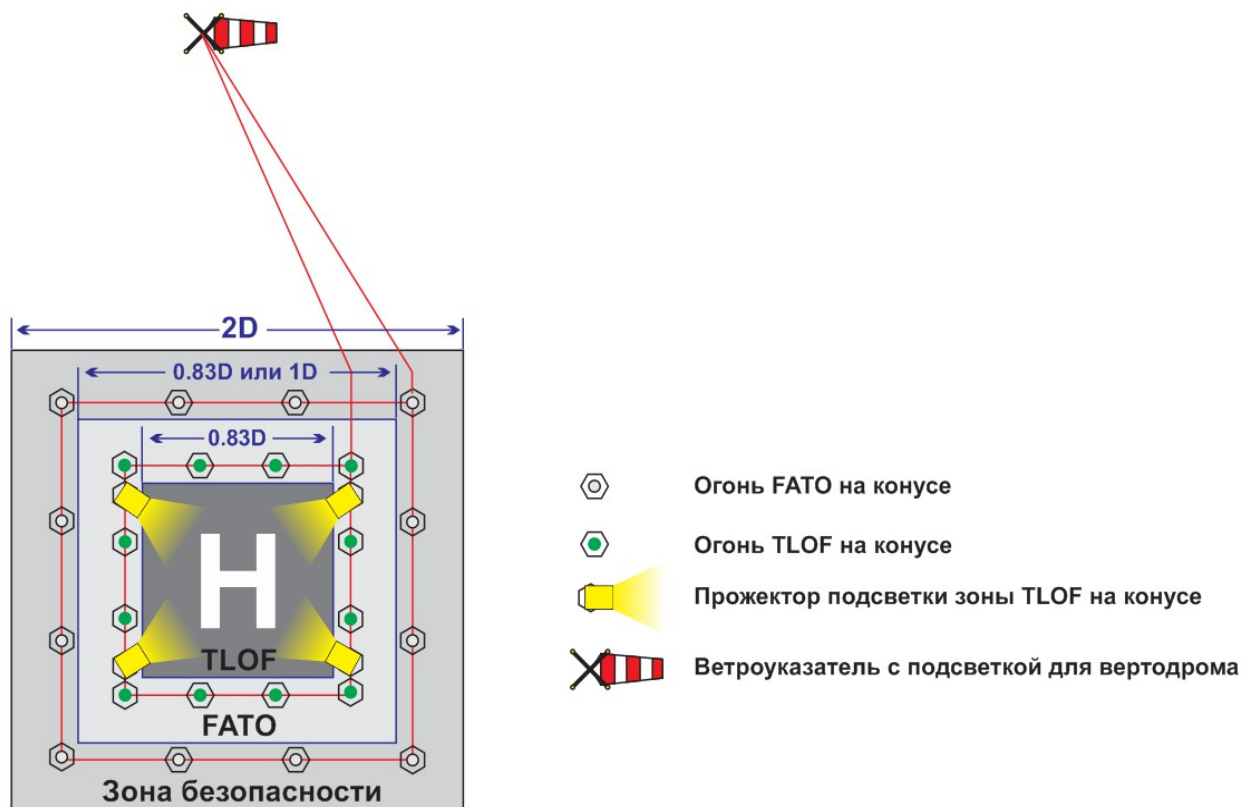 2D
0.83D или 1D
0.83D
H
TLOF
FATO
Зона безопасности
Огонь FATO на конусе
Огонь TLOF на конусе
Прожектор подсветки зоны TLOF на конусе
Ветроуказатель с подсветкой для вертодрома